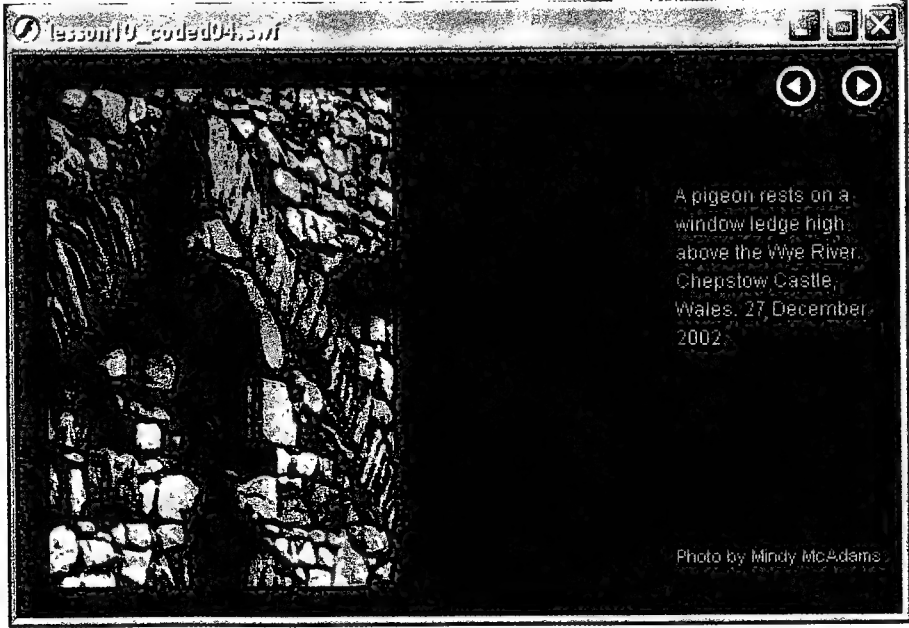 lesson10_coded04.swf
A pigeon rests on a
window ledge high
above the Wye River.
Chepstow Castle,
Wales. 27 December
2002.
Photo by Mindy McAdams